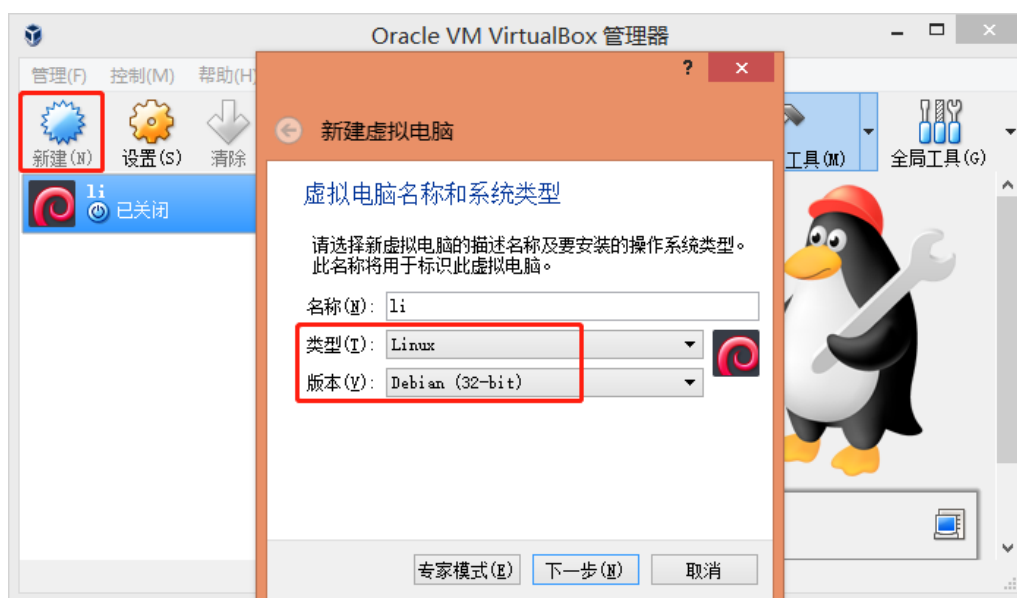 Oracle VM VirtualBox 管理器
管理(F) 控制(M) 帮助(H)
? ×
新建虚拟电脑
新建(N) 设置(S) 清除
工具(M) 全局工具(G)
li
已关闭
虚拟电脑名称和系统类型
请选择新虚拟电脑的描述名称及要安装的操作系统类型。
此名称将用于标识此虚拟电脑。
名称(N): li
类型(T): Linux
版本(V): Debian (32-bit)
专家模式(E) 下一步(N) 取消